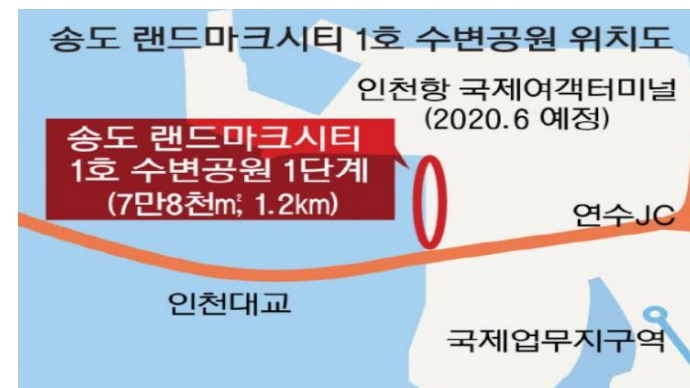 송도 랜드마크시티 1호 수변공원 위치도
인천항 국제여객터미널
(2020.6 예정)
송도 랜드마크시티
1호 수변공원 1단계
(7만8천㎡, 1.2km)
연수JC
인천대교
국제업무지구역